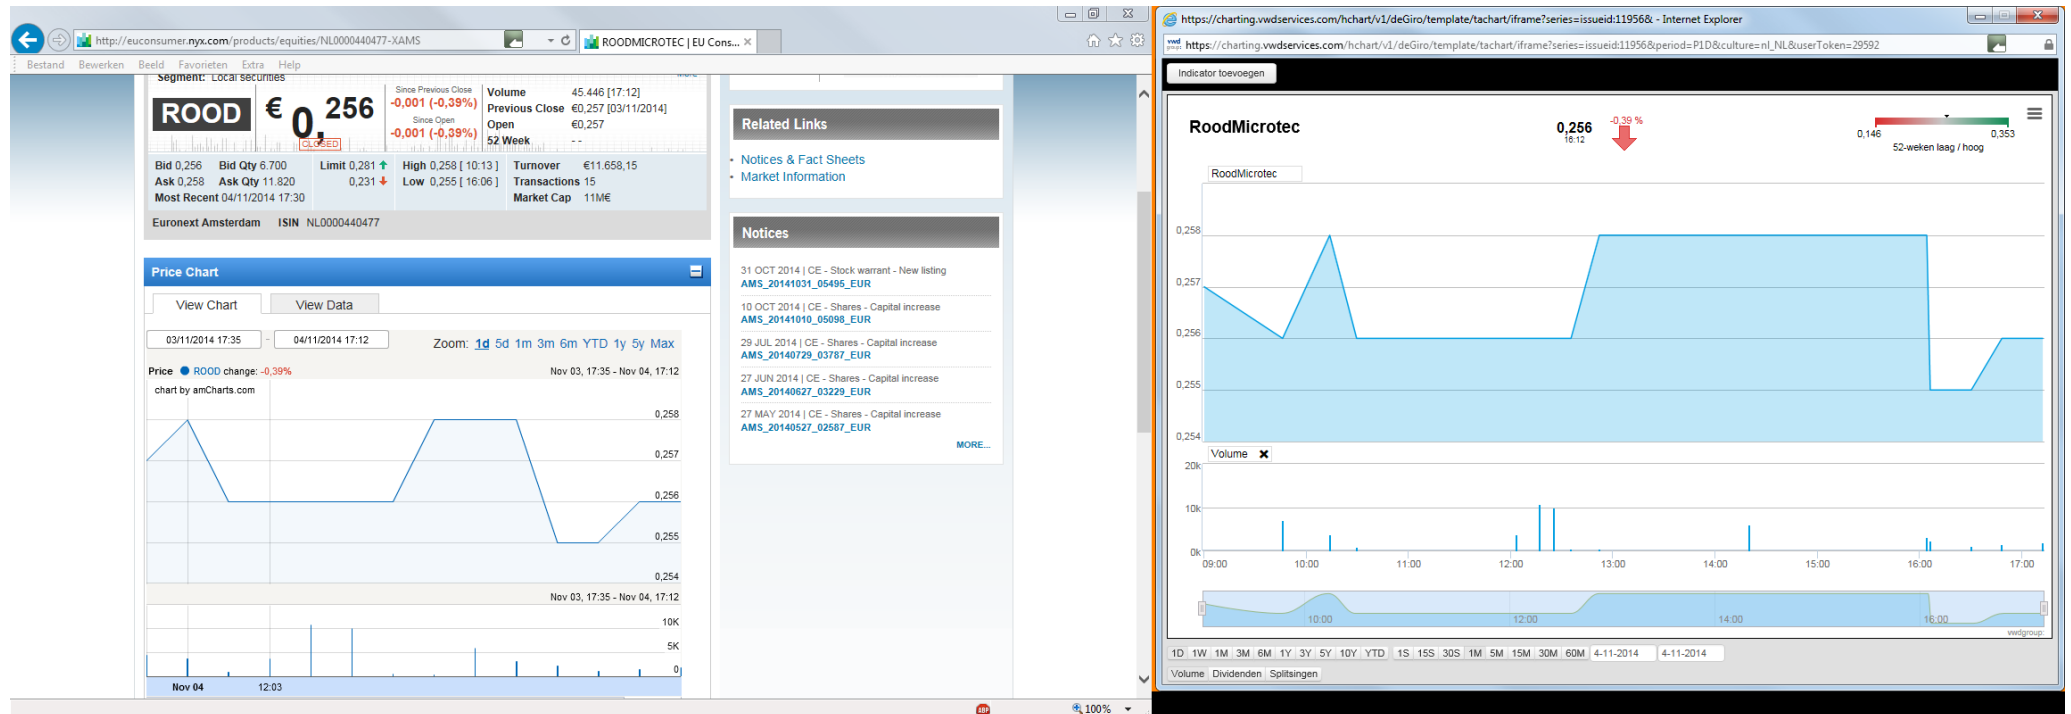 http://euconsumer.nyx.com/products/equities/NL0000440477-XAMS
ROODMICROTEC | EU Cons...
Bestand Bewerken Beeld Favorieten Extra Help
Segment: Local securities
ROOD
€ 0,256
CLOSED
Since Previous Close
-0,001 (-0,39%)
Since Open
-0,001 (-0,39%)
Volume 45.446 [17:12]
Previous Close €0,257 [03/11/2014]
Open €0,257
52 Week - -
Bid 0,256 Bid Qty 6.700 Limit 0,281 High 0,258 [ 10:13 ] Turnover €11.658,15
Ask 0,258 Ask Qty 11.820 0,231 Low 0,255 [ 16:06 ] Transactions 15
Most Recent 04/11/2014 17:30 Market Cap 11M€
Euronext Amsterdam ISIN NL0000440477
Price Chart
View Chart View Data
03/11/2014 17:35 - 04/11/2014 17:12 Zoom: 1d 5d 1m 3m 6m YTD 1y 5y Max
Price ROOD change: -0,39% Nov 03, 17:35 - Nov 04, 17:12
chart by amCharts.com
0,258
0,257
0,256
0,255
0,254
Nov 03, 17:35 - Nov 04, 17:12
10K
5K
0
Nov 04 12:03
Related Links
Notices & Fact Sheets
Market Information
Notices
31 OCT 2014 | CE - Stock warrant - New listing
AMS_20141031_05495_EUR
10 OCT 2014 | CE - Shares - Capital increase
AMS_20141010_05098_EUR
29 JUL 2014 | CE - Shares - Capital increase
AMS_20140729_03787_EUR
27 JUN 2014 | CE - Shares - Capital increase
AMS_20140627_03229_EUR
27 MAY 2014 | CE - Shares - Capital increase
AMS_20140527_02587_EUR
MORE...
ABP
100%
https://charting.vwdservices.com/hchart/v1/deGiro/template/tachart/iframe?series=issueid:11956& - Internet Explorer
vwd group: https://charting.vwdservices.com/hchart/v1/deGiro/template/tachart/iframe?series=issueid:11956&period=P1D&culture=nl_NL&userToken=29592
Indicator toevoegen
RoodMicrotec
0,256
16:12
-0,39 %
0,146 0,353
52-weken laag / hoog
RoodMicrotec
0,258
0,257
0,256
0,255
0,254
Volume
20k
10k
0k
09:00 10:00 11:00 12:00 13:00 14:00 15:00 16:00 17:00
10:00 12:00 14:00 16:00
vwdgroup:
1D 1W 1M 3M 6M 1Y 3Y 5Y 10Y YTD 1S 15S 30S 1M 5M 15M 30M 60M 4-11-2014 4-11-2014
Volume Dividenden Splitsingen